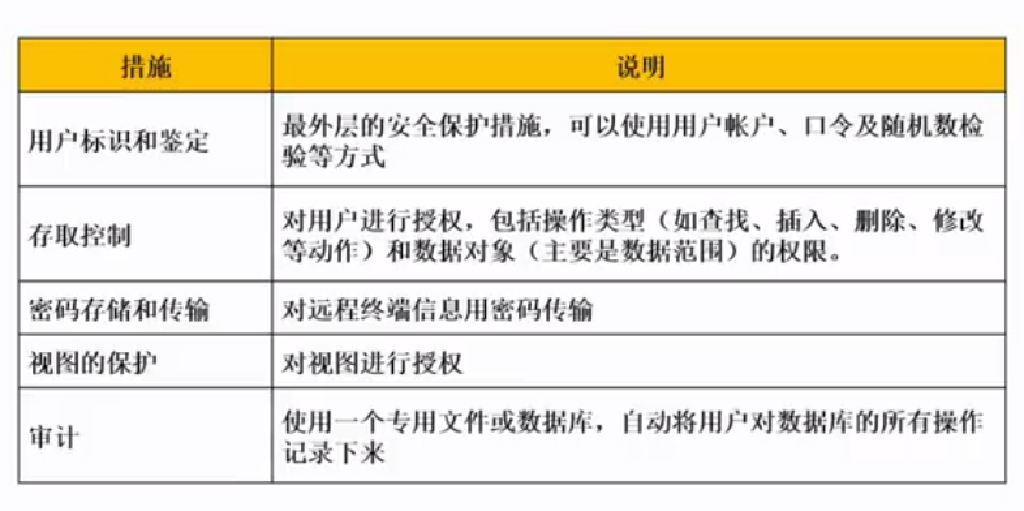 措施
说明
用户标识和鉴定
最外层的安全保护措施，可以使用用户帐户、口令及随机数检
验等方式
存取控制
对用户进行授权，包括操作类型（如查找、插入、删除、修改
等动作）和数据对象（主要是数据范围）的权限。
密码存储和传输
对远程终端信息用密码传输
视图的保护
对视图进行授权
审计
使用一个专用文件或数据库，自动将用户对数据库的所有操作
记录下来